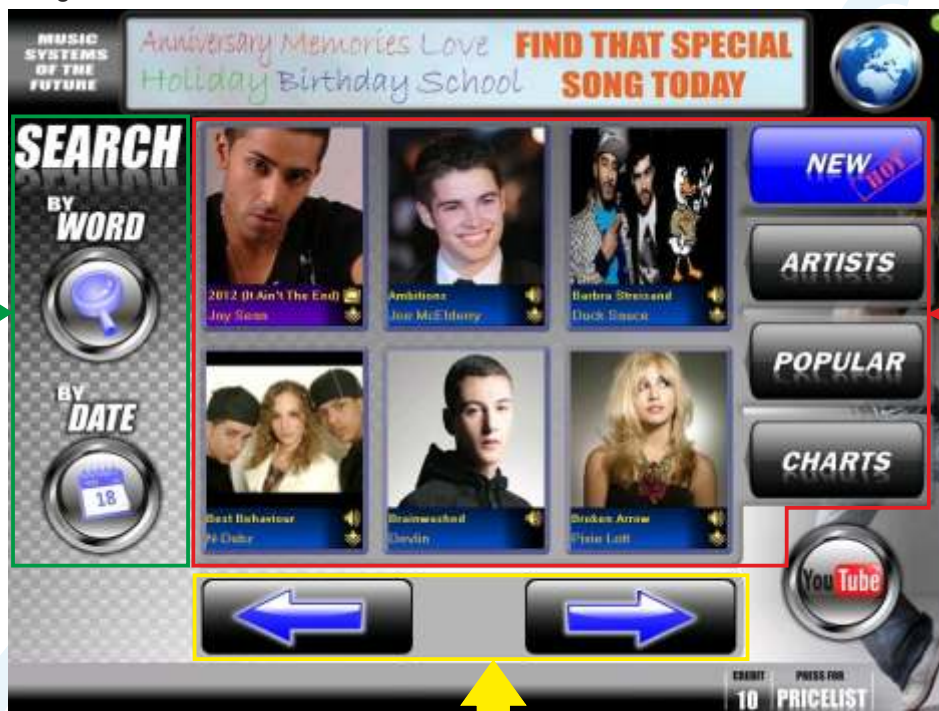 MUSIC
SYSTEMS
OF THE
FUTURE
Anniversary Memories Love
Holiday Birthday School
FIND THAT SPECIAL
SONG TODAY
SEARCH
BY
WORD
BY
DATE
18
2012 (It Ain't The End)
Jay Sean
Ambitions
Joe McElderry
Barbra Streisand
Duck Sauce
Best Behaviour
N-Dubz
Brainwashed
Devlin
Broken Arrow
Pixie Lott
NEW
HOT
ARTISTS
POPULAR
CHARTS
YouTube
CREDIT
10
PRESS FOR
PRICELIST